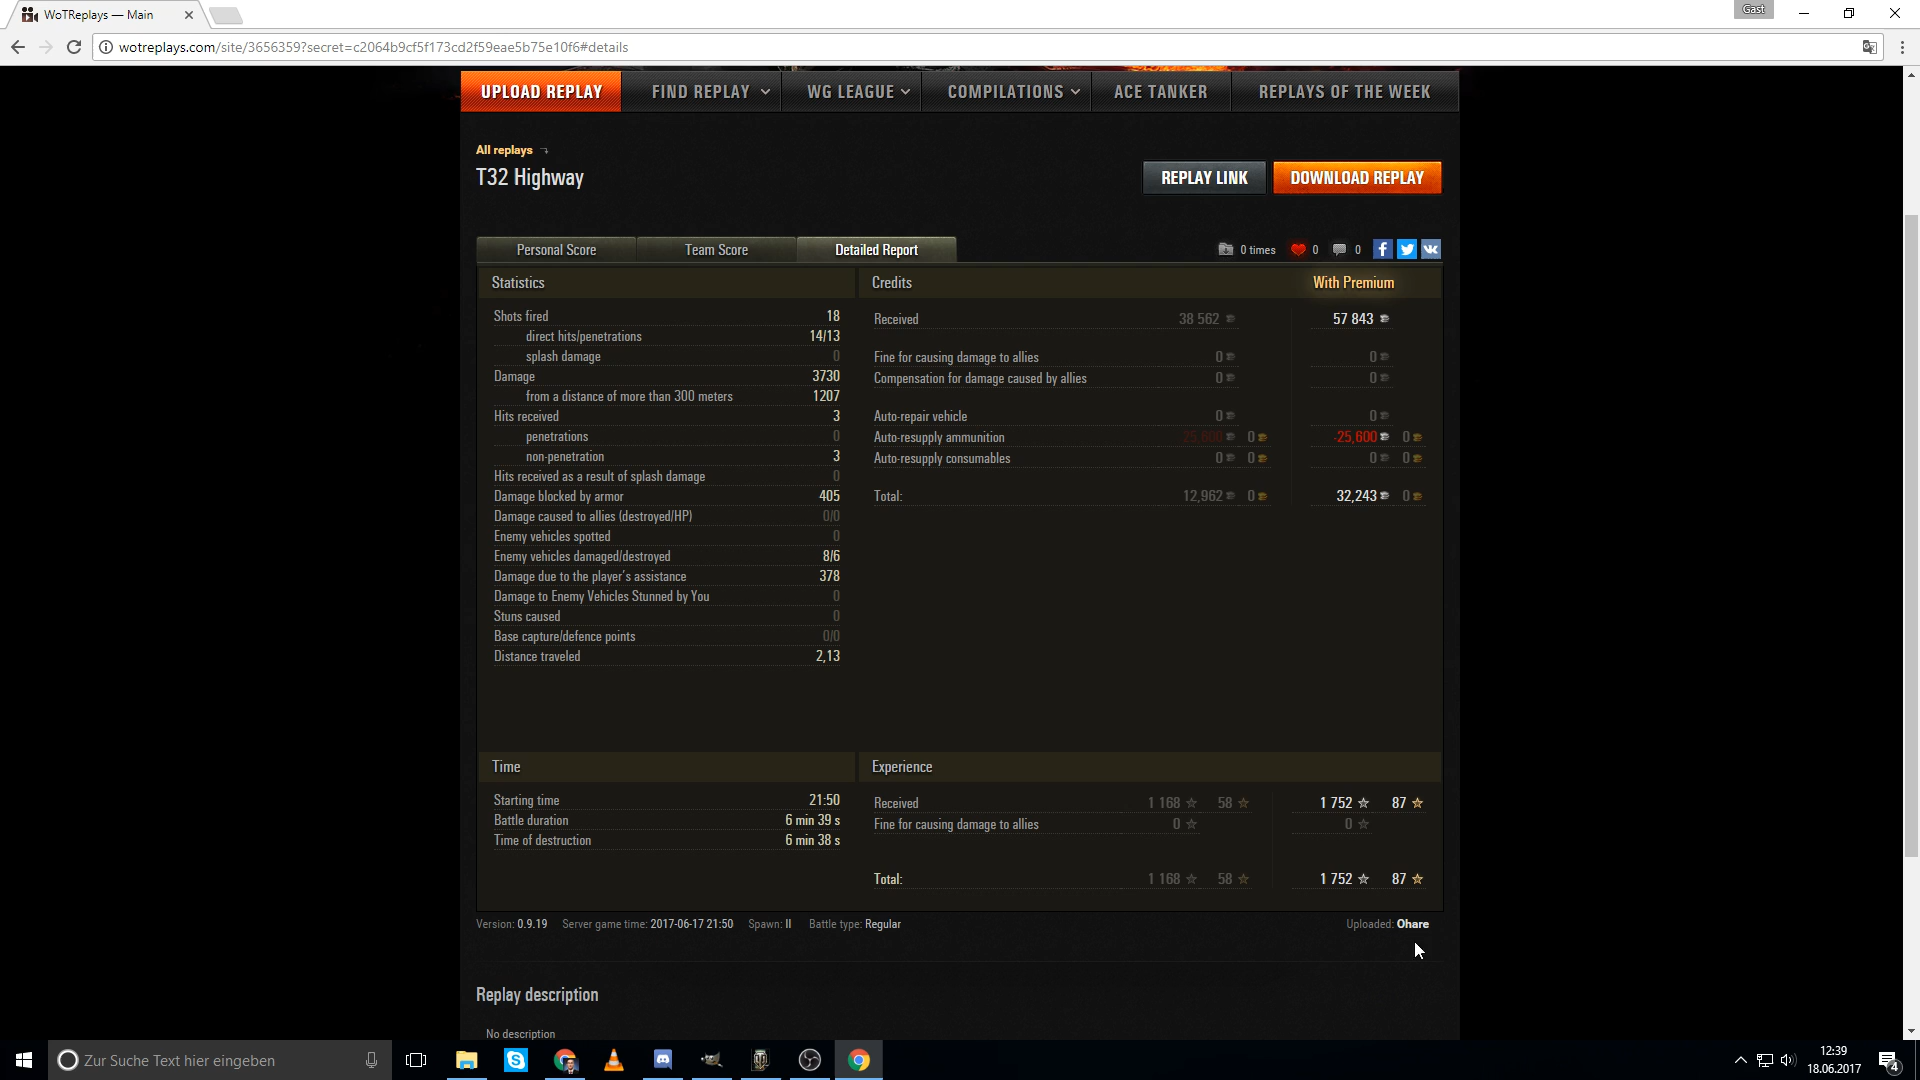 WoTReplays — Main
Gast
wotreplays.com/site/3656359?secret=c2064b9cf5f173cd2f59eae5b75e10f6#details
UPLOAD REPLAY FIND REPLAY WG LEAGUE COMPILATIONS ACE TANKER REPLAYS OF THE WEEK
All replays
T32 Highway
REPLAY LINK DOWNLOAD REPLAY
Personal Score Team Score Detailed Report 0 times 0 0
Statistics
Shots fired 18
direct hits/penetrations 14/13
splash damage 0
Damage 3730
from a distance of more than 300 meters 1207
Hits received 3
penetrations 0
non-penetration 3
Hits received as a result of splash damage 0
Damage blocked by armor 405
Damage caused to allies (destroyed/HP) 0/0
Enemy vehicles spotted 0
Enemy vehicles damaged/destroyed 8/6
Damage due to the player's assistance 378
Damage to Enemy Vehicles Stunned by You 0
Stuns caused 0
Base capture/defence points 0/0
Distance traveled 2,13
Credits With Premium
Received 38 562 57 843
Fine for causing damage to allies 0 0
Compensation for damage caused by allies 0 0
Auto-repair vehicle 0 0
Auto-resupply ammunition -25,600 0 -25,600 0
Auto-resupply consumables 0 0 0 0
Total: 12,962 0 32,243 0
Time
Starting time 21:50
Battle duration 6 min 39 s
Time of destruction 6 min 38 s
Experience
Received 1 168 58 1 752 87
Fine for causing damage to allies 0 0
Total: 1 168 58 1 752 87
Version: 0.9.19 Server game time: 2017-06-17 21:50 Spawn: II Battle type: Regular Uploaded: Ohare
Replay description
No description
Zur Suche Text hier eingeben
12:39
18.06.2017
4